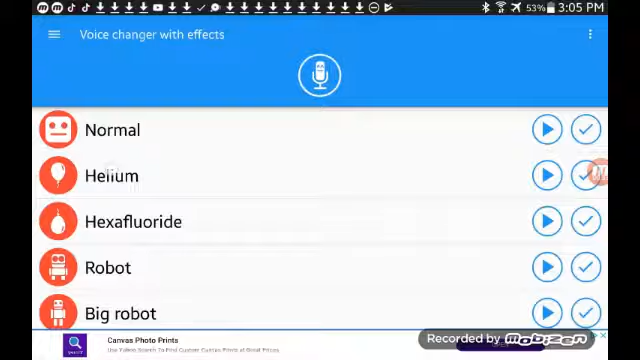 53% 3:05 PM
Voice changer with effects
Normal
Helium
Hexafluoride
Robot
Big robot
Canvas Photo Prints
Recorded by MOBIZEN